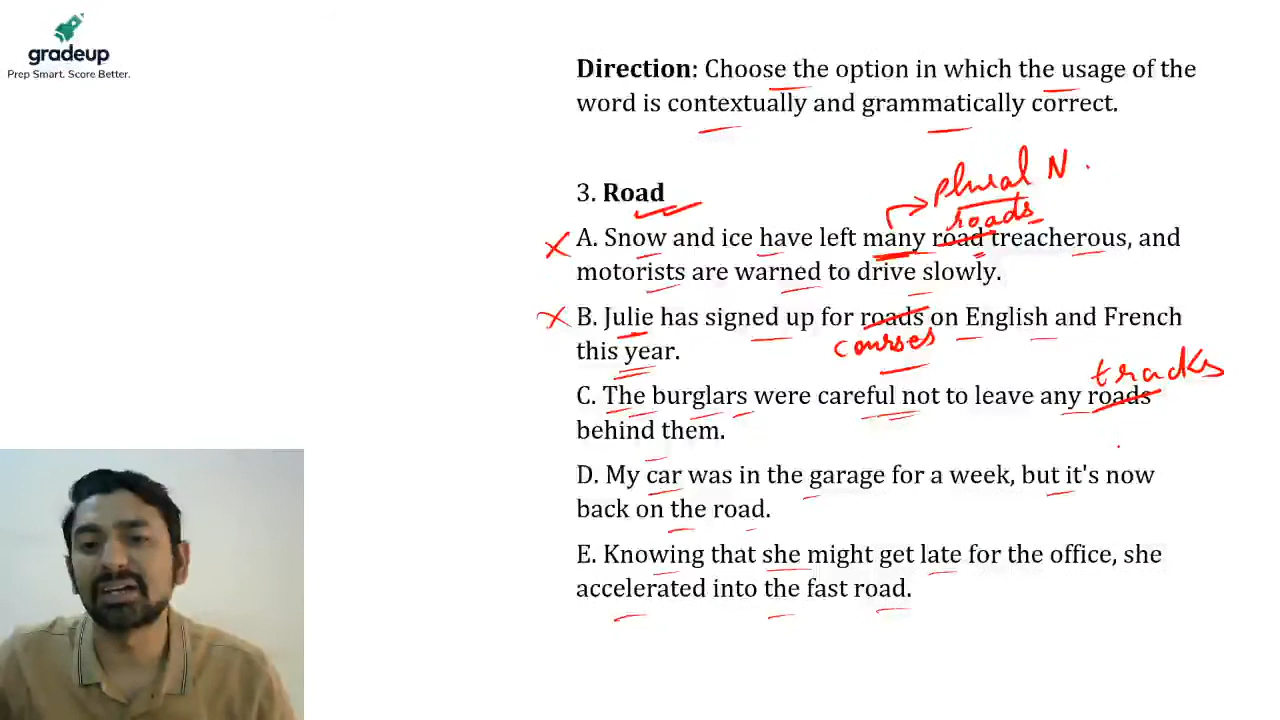 gradeup
Prep Smart. Score Better.
Direction: Choose the option in which the usage of the
word is contextually and grammatically correct.
plural N.
3. Road
roads
A. Snow and ice have left many road treacherous, and
motorists are warned to drive slowly.
B. Julie has signed up for roads on English and French
courses
this year.
tracks
C. The burglars were careful not to leave any roads
behind them.
D. My car was in the garage for a week, but it's now
back on the road.
E. Knowing that she might get late for the office, she
accelerated into the fast road.